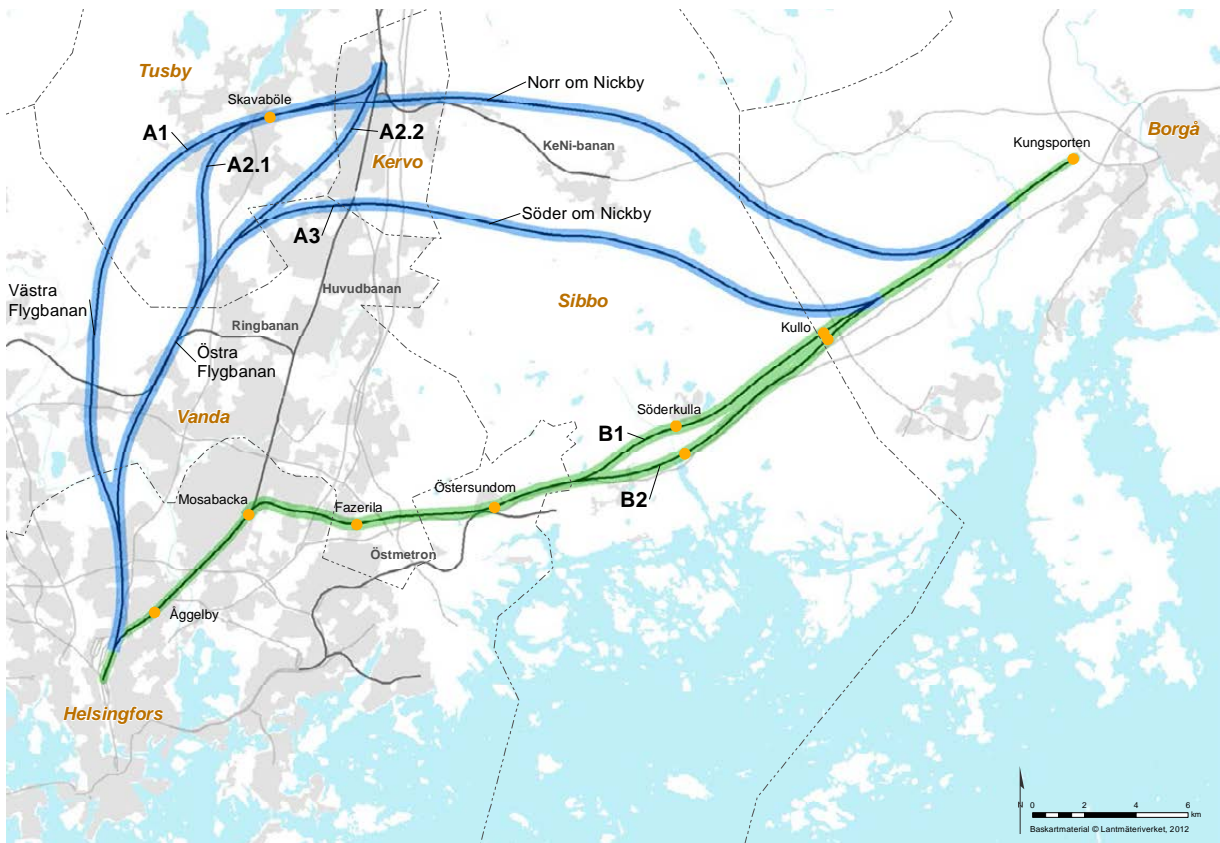 Tusby
Skavaböle
Norr om Nickby
A1
A2.2
Borgå
A2.1
Kervo
KeNi-banan
Kungsporten
Söder om Nickby
A3
Västra
Flygbanan
Huvudbanan
Sibbo
Ringbanan
Kullo
Östra
Flygbanan
Vanda
Söderkulla
B1
Östersundom
B2
Mosabacka
Fazerila
Östmetron
Åggelby
Helsingfors
N
0 2 4 6
km
Baskartmaterial © Lantmäteriverket, 2012